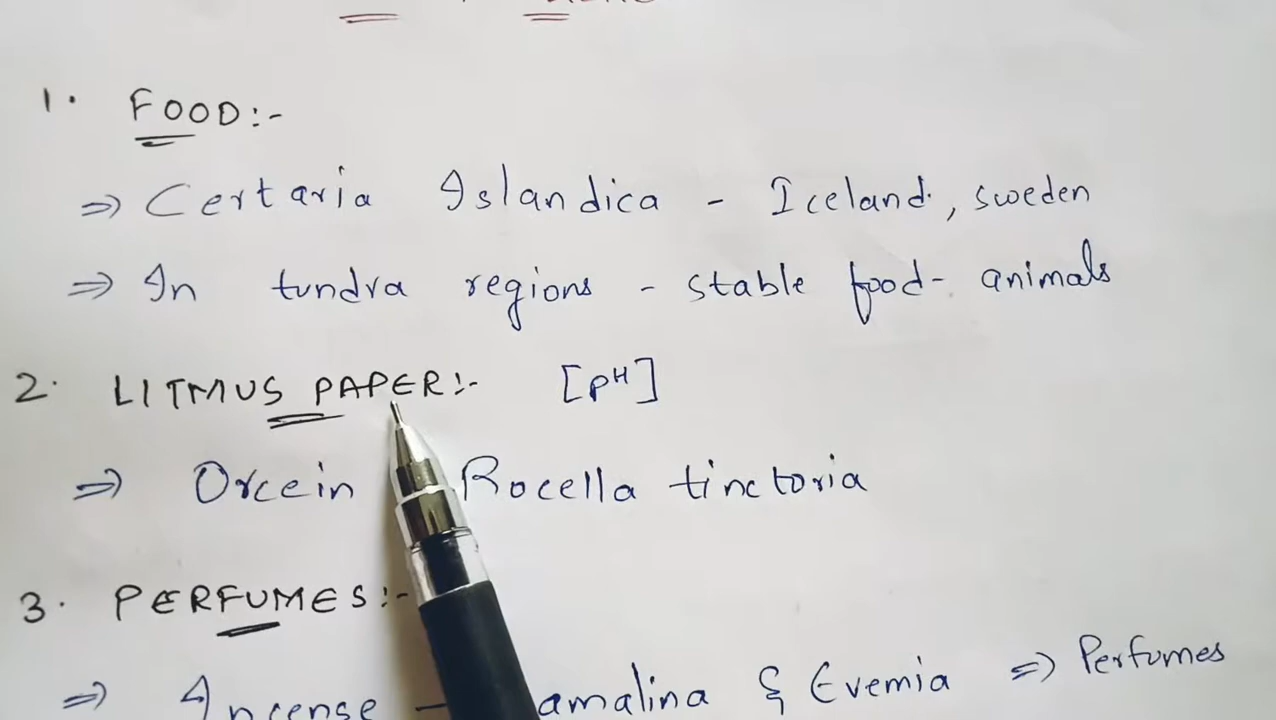 1. FOOD:-
⇒ Certaria Islandica - Iceland, sweden
⇒ In tundra regions - stable food- animals
2. LITMUS PAPER:- [pH]
⇒ Orcein Rocella tinctoria
3. PERFUMES:-
⇒ Incense - amalina & Evemia ⇒ Perfumes